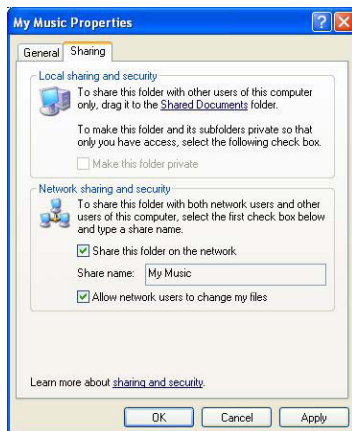 My Music Properties
General
Sharing
Local sharing and security
To share this folder with other users of this computer
only, drag it to the Shared Documents folder.
To make this folder and its subfolders private so that
only you have access, select the following check box.
Make this folder private
Network sharing and security
To share this folder with both network users and other
users of this computer, select the first check box below
and type a share name.
Share this folder on the network
Share name: My Music
Allow network users to change my files
Learn more about sharing and security.
OK
Cancel
Apply